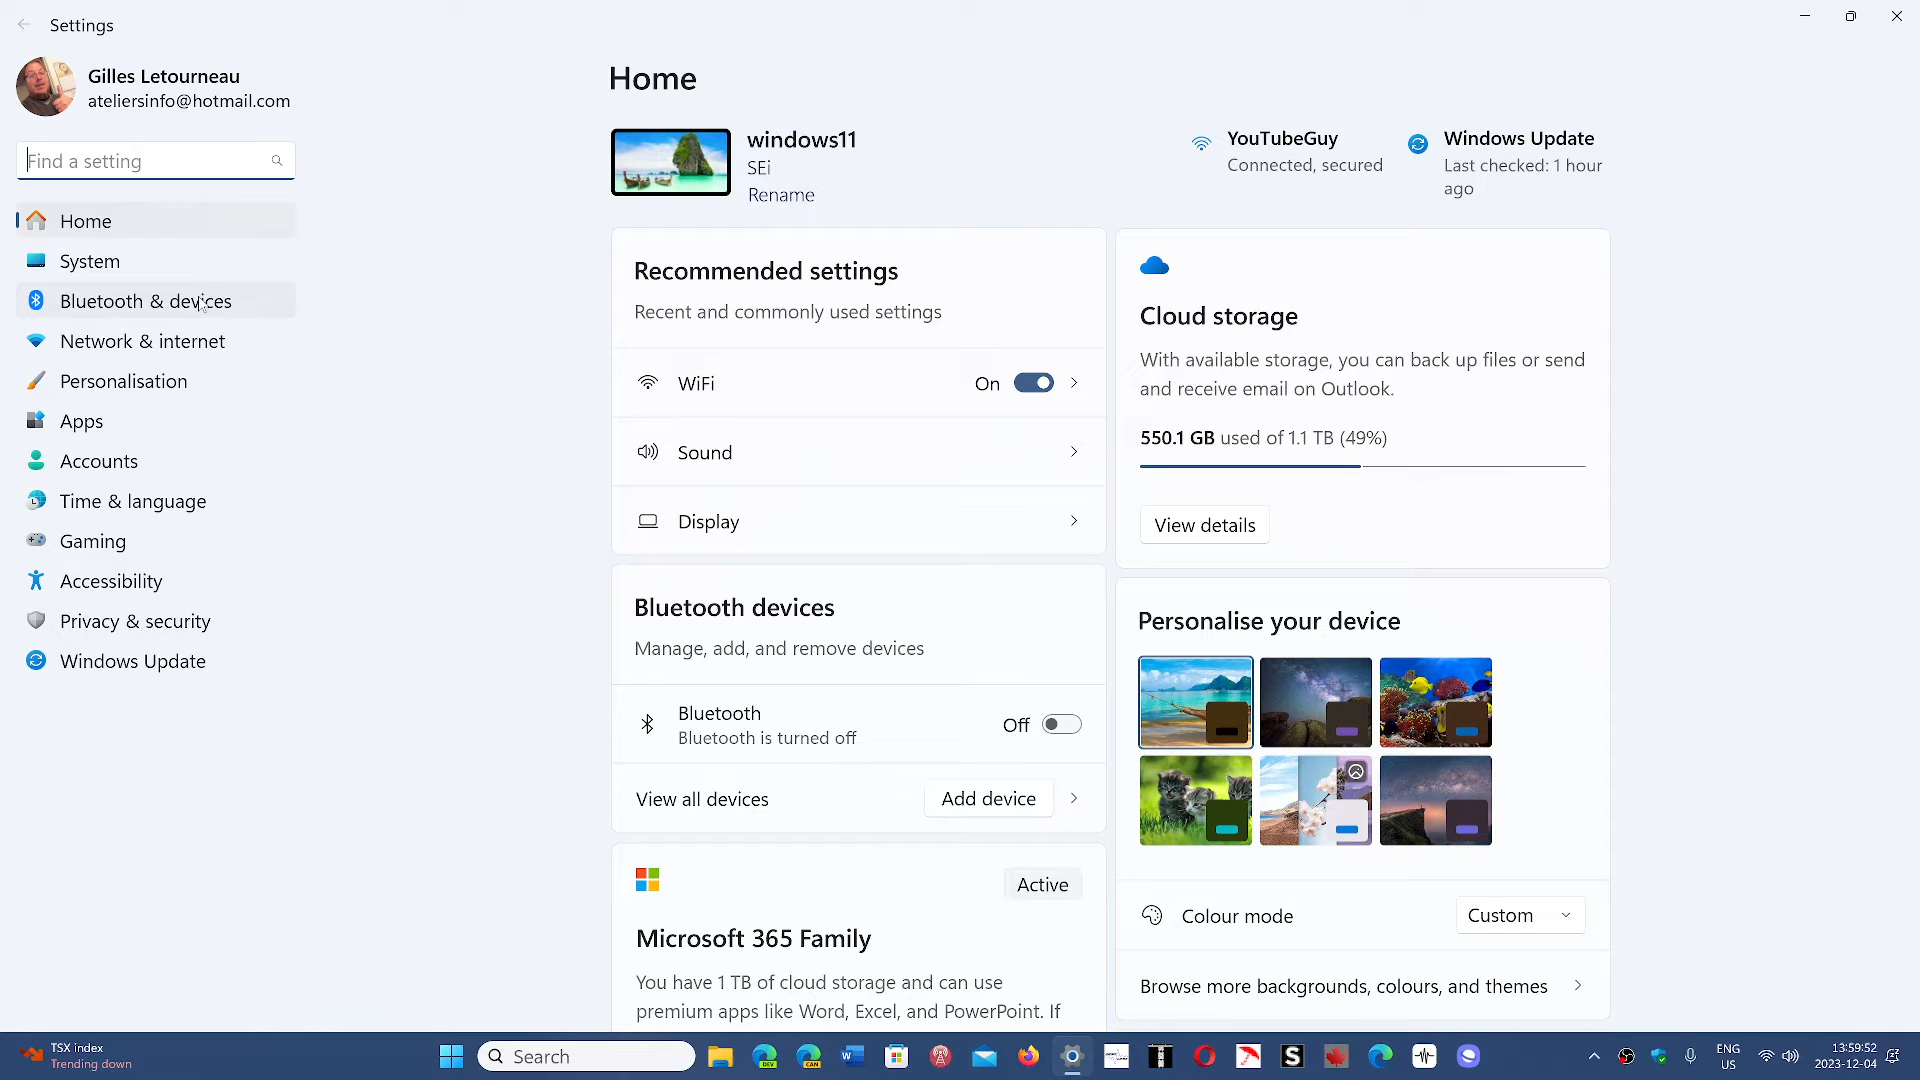 Settings
Gilles Letourneau
ateliersinfo@hotmail.com
Find a setting
Home
System
Bluetooth & devices
Network & internet
Personalisation
Apps
Accounts
Time & language
Gaming
Accessibility
Privacy & security
Windows Update
Home
windows11
SEi
Rename
YouTubeGuy
Connected, secured
Windows Update
Last checked: 1 hour
ago
Recommended settings
Recent and commonly used settings
WiFi
On
Sound
Display
Bluetooth devices
Manage, add, and remove devices
Bluetooth
Bluetooth is turned off
Off
View all devices
Add device
Active
Microsoft 365 Family
You have 1 TB of cloud storage and can use
premium apps like Word, Excel, and PowerPoint. If
Cloud storage
With available storage, you can back up files or send
and receive email on Outlook.
550.1 GB used of 1.1 TB (49%)
View details
Personalise your device
Colour mode
Custom
Browse more backgrounds, colours, and themes
TSX index
Trending down
Search
DEV
CAN
ENG
US
13:59:52
2023-12-04